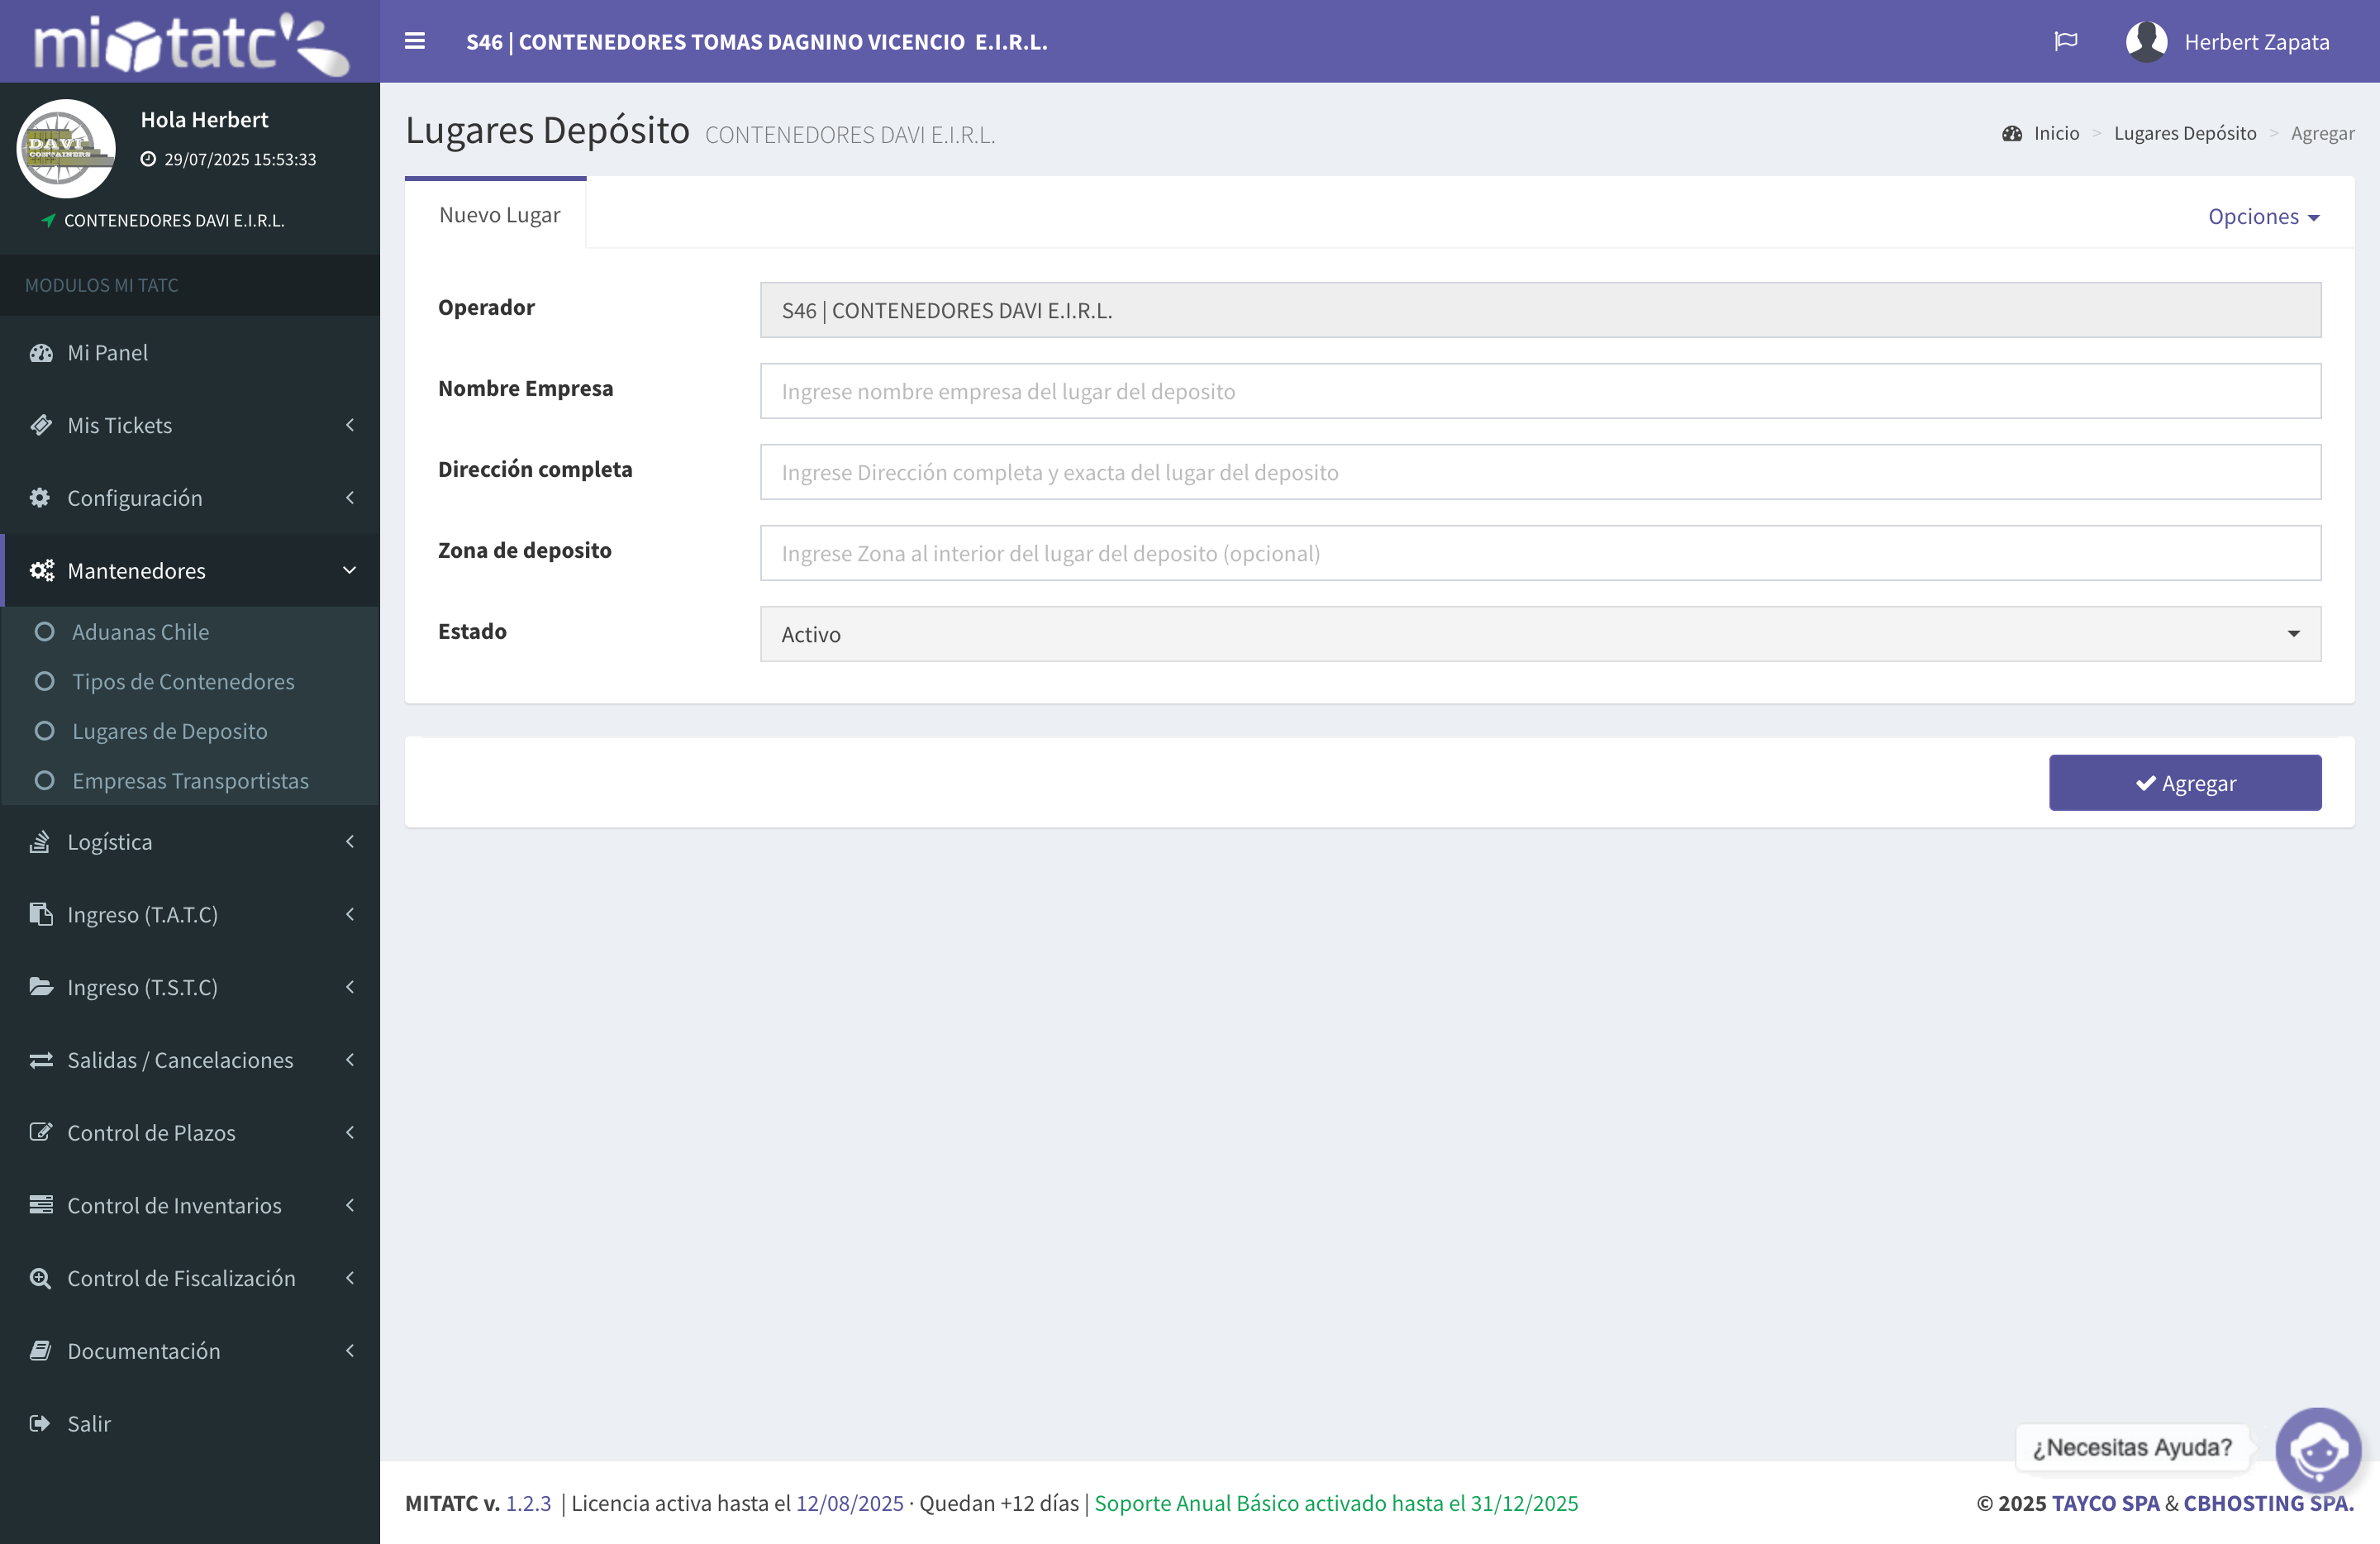 mi tatc
S46 | CONTENEDORES TOMAS DAGNINO VICENCIO E.I.R.L.
Herbert Zapata
DAVI
CONTAINERS
Hola Herbert
29/07/2025 15:53:33
CONTENEDORES DAVI E.I.R.L.
MODULOS MI TATC
Mi Panel
Mis Tickets
Configuración
Mantenedores
Aduanas Chile
Tipos de Contenedores
Lugares de Deposito
Empresas Transportistas
Logística
Ingreso (T.A.T.C)
Ingreso (T.S.T.C)
Salidas / Cancelaciones
Control de Plazos
Control de Inventarios
Control de Fiscalización
Documentación
Salir
Lugares Depósito CONTENEDORES DAVI E.I.R.L.
Inicio > Lugares Depósito > Agregar
Nuevo Lugar
Opciones
Operador
S46 | CONTENEDORES DAVI E.I.R.L.
Nombre Empresa
Ingrese nombre empresa del lugar del deposito
Dirección completa
Ingrese Dirección completa y exacta del lugar del deposito
Zona de deposito
Ingrese Zona al interior del lugar del deposito (opcional)
Estado
Activo
Agregar
¿Necesitas Ayuda?
MITATC v. 1.2.3 | Licencia activa hasta el 12/08/2025 · Quedan +12 días | Soporte Anual Básico activado hasta el 31/12/2025
© 2025 TAYCO SPA & CBHOSTING SPA.